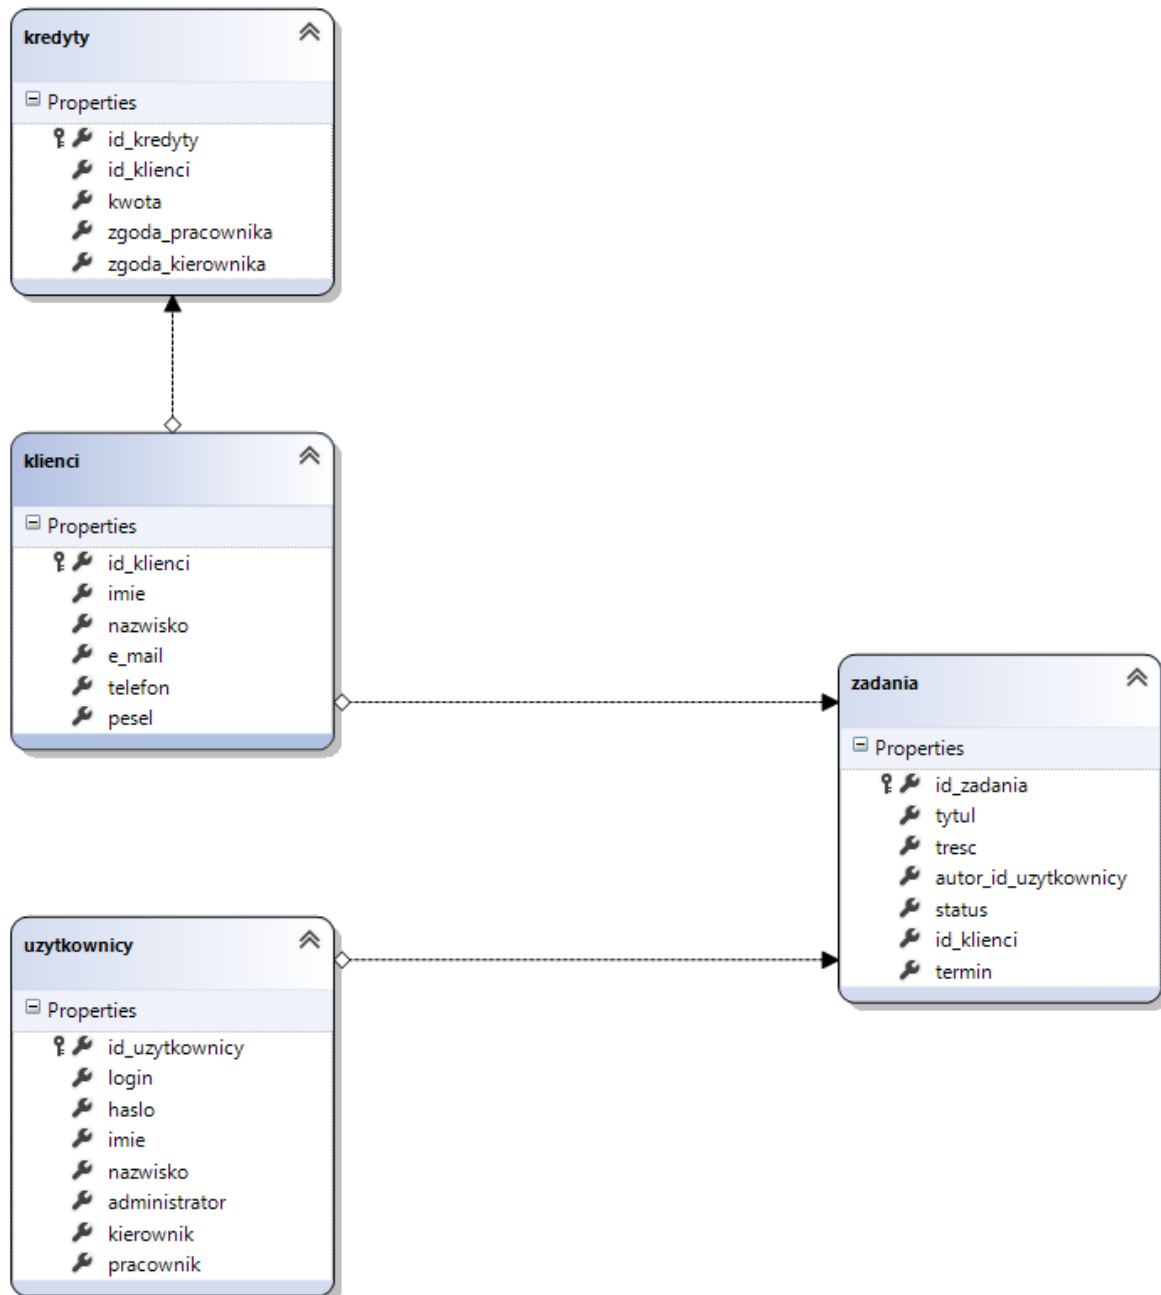 kredyty
Properties
id_kredyty
id_klienci
kwota
zgoda_pracownika
zgoda_kierownika
klienci
Properties
id_klienci
imie
nazwisko
e_mail
telefon
pesel
zadania
Properties
id_zadania
tytul
tresc
autor_id_uzytkownicy
status
id_klienci
termin
uzytkownicy
Properties
id_uzytkownicy
login
haslo
imie
nazwisko
administrator
kierownik
pracownik